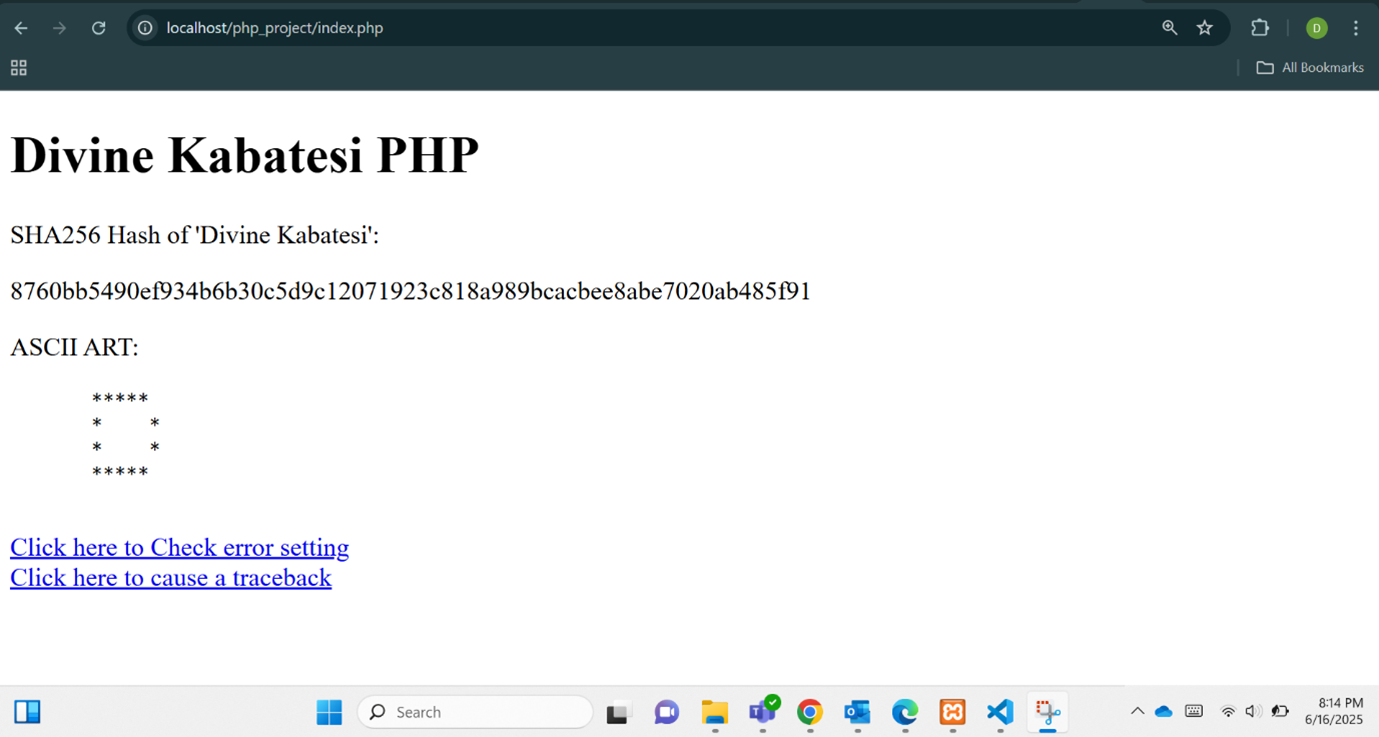 localhost/php_project/index.php
D
All Bookmarks
Divine Kabatesi PHP
SHA256 Hash of 'Divine Kabatesi':
8760bb5490ef934b6b30c5d9c12071923c818a989bcacbee8abe7020ab485f91
ASCII ART:
*****
*     *
*     *
*****
Click here to Check error setting
Click here to cause a traceback
Search
8:14 PM
6/16/2025